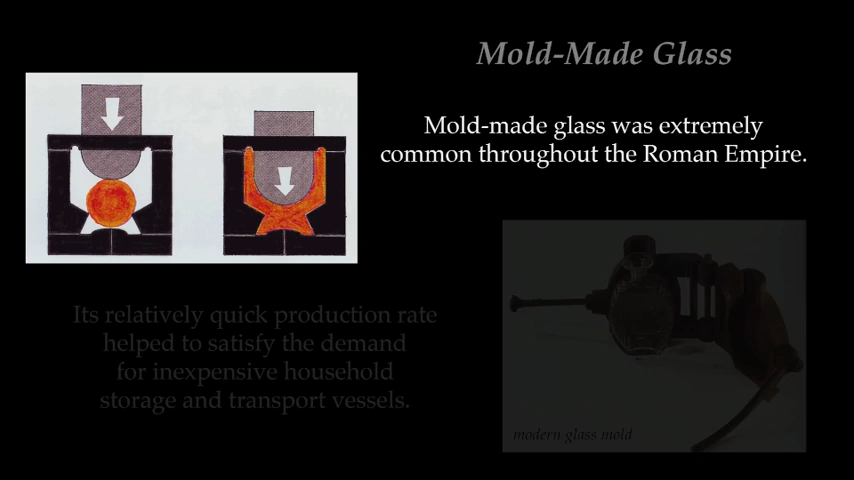 Mold-Made Glass
Mold-made glass was extremely
common throughout the Roman Empire.
Its relatively quick production rate
helped to satisfy the demand
for inexpensive household
storage and transport vessels.
modern glass mold